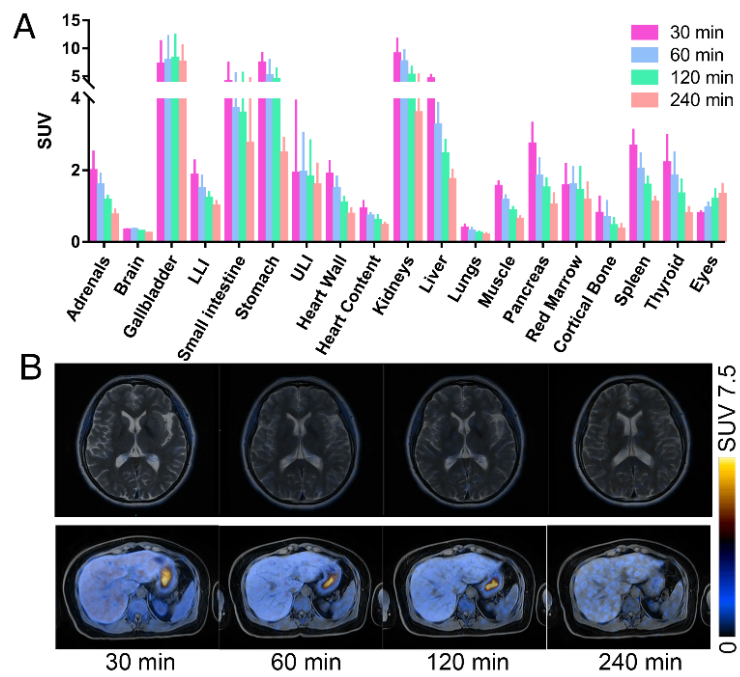 A
15
10
5
4
2
0
SUV
30 min
60 min
120 min
240 min
Adrenals
Brain
Gallbladder
LLI
Small intestine
Stomach
ULI
Heart Wall
Heart Content
Kidneys
Liver
Lungs
Muscle
Pancreas
Red Marrow
Cortical Bone
Spleen
Thyroid
Eyes
B
SUV 7.5
0
30 min
60 min
120 min
240 min